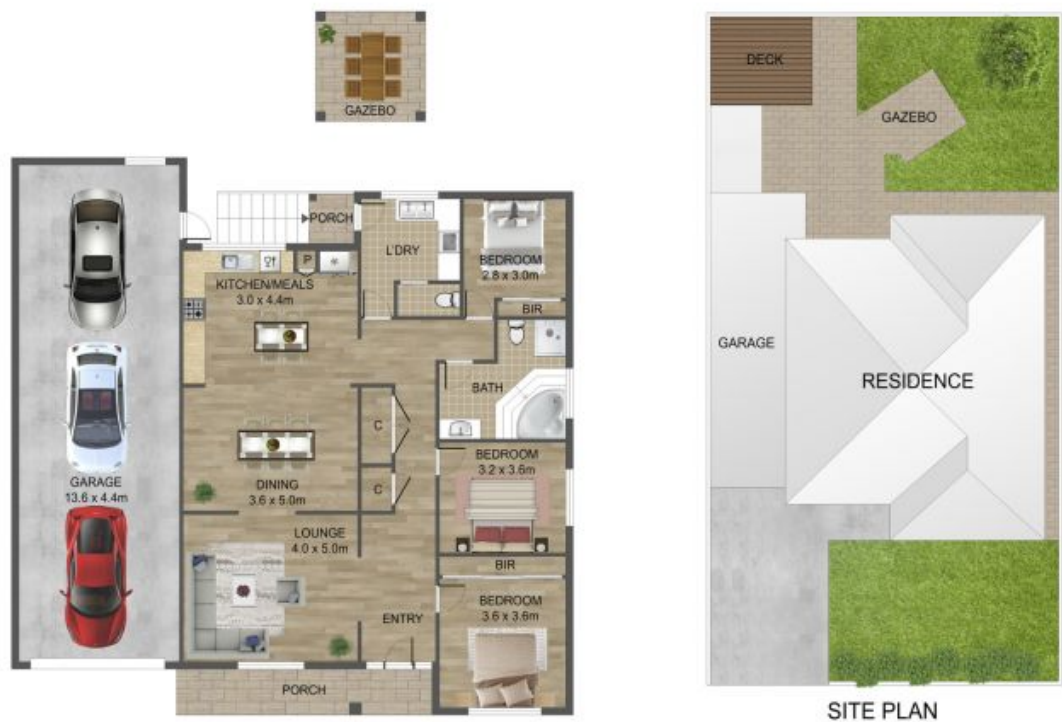 GAZEBO
PORCH
L'DRY
BEDROOM
2.8 x 3.0m
P
KITCHEN/MEALS
3.0 x 4.4m
BIR
BATH
C
C
BEDROOM
3.2 x 3.6m
GARAGE
13.6 x 4.4m
DINING
3.6 x 5.0m
LOUNGE
4.0 x 5.0m
BIR
BEDROOM
3.6 x 3.6m
ENTRY
PORCH
DECK
GAZEBO
GARAGE
RESIDENCE
SITE PLAN